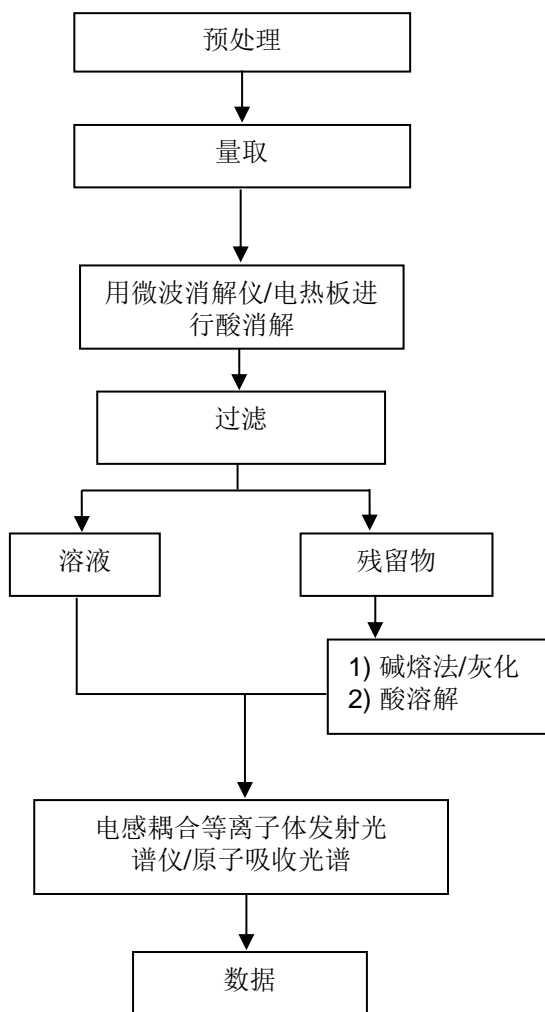 预处理
量取
用微波消解仪/电热板进
行酸消解
过滤
溶液
残留物
1) 碱熔法/灰化
2) 酸溶解
电感耦合等离子体发射光
谱仪/原子吸收光谱
数据